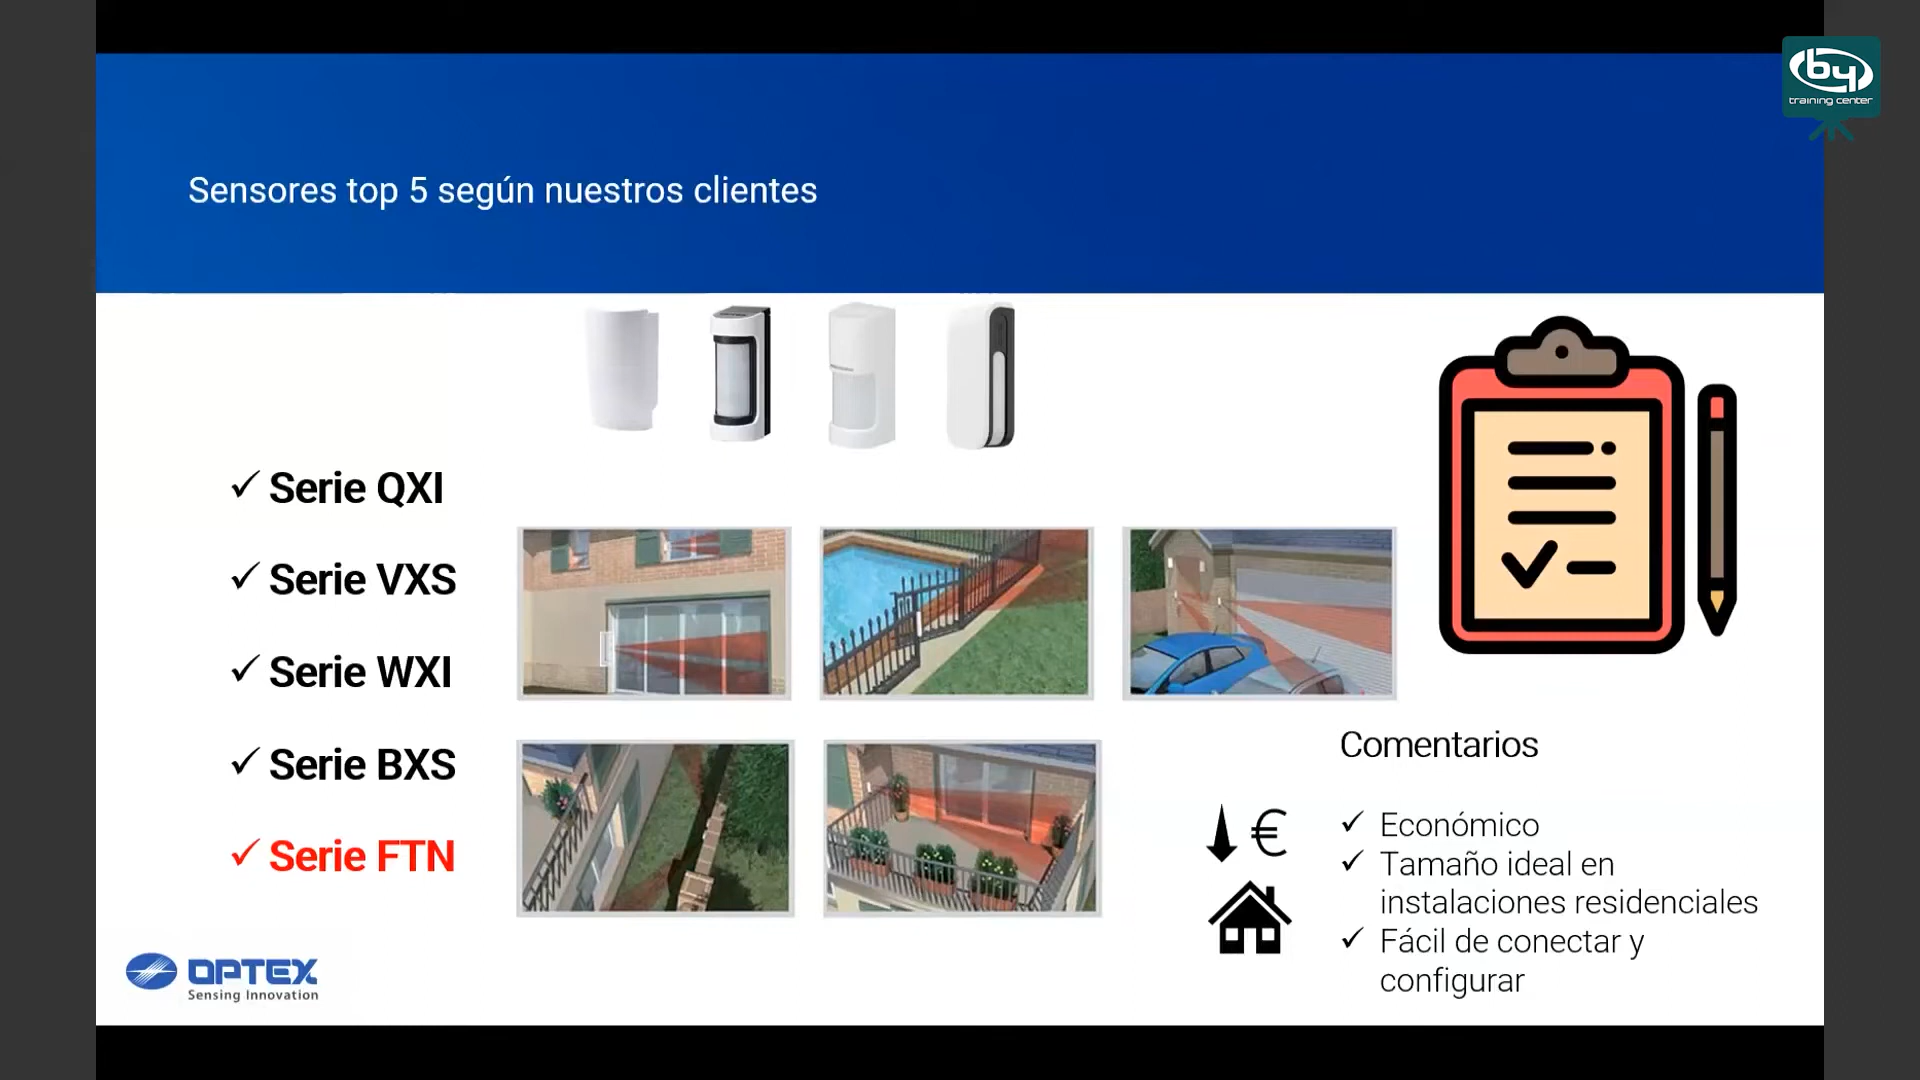 by
training center
Sensores top 5 según nuestros clientes
Serie QXI
Serie VXS
Serie WXI
Serie BXS
Serie FTN
Comentarios
€
Económico
Tamaño ideal en
instalaciones residenciales
Fácil de conectar y
configurar
OPTEX
Sensing Innovation